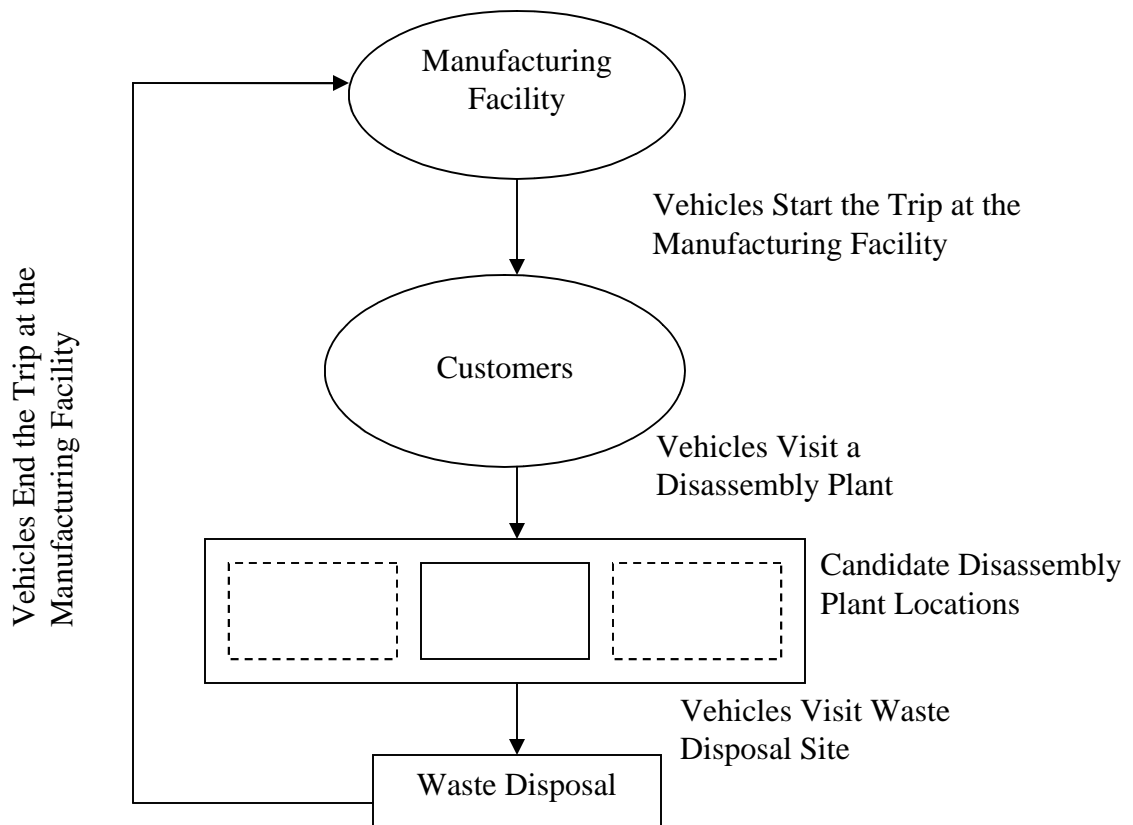 Manufacturing
Facility
Vehicles Start the Trip at the
Manufacturing Facility
Vehicles End the Trip at the
Manufacturing Facility
Customers
Vehicles Visit a
Disassembly Plant
Candidate Disassembly
Plant Locations
Vehicles Visit Waste
Disposal Site
Waste Disposal